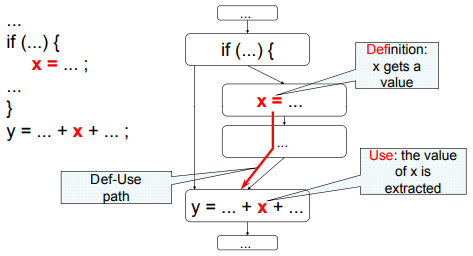 ...
if (...) {
x = ... ;
...
}
y = ... + x + ... ;
...
if (...) {
Definition:
x gets a
value
x = ...
...
Def-Use
path
Use: the value
of x is
extracted
y = ... + x + ...
...